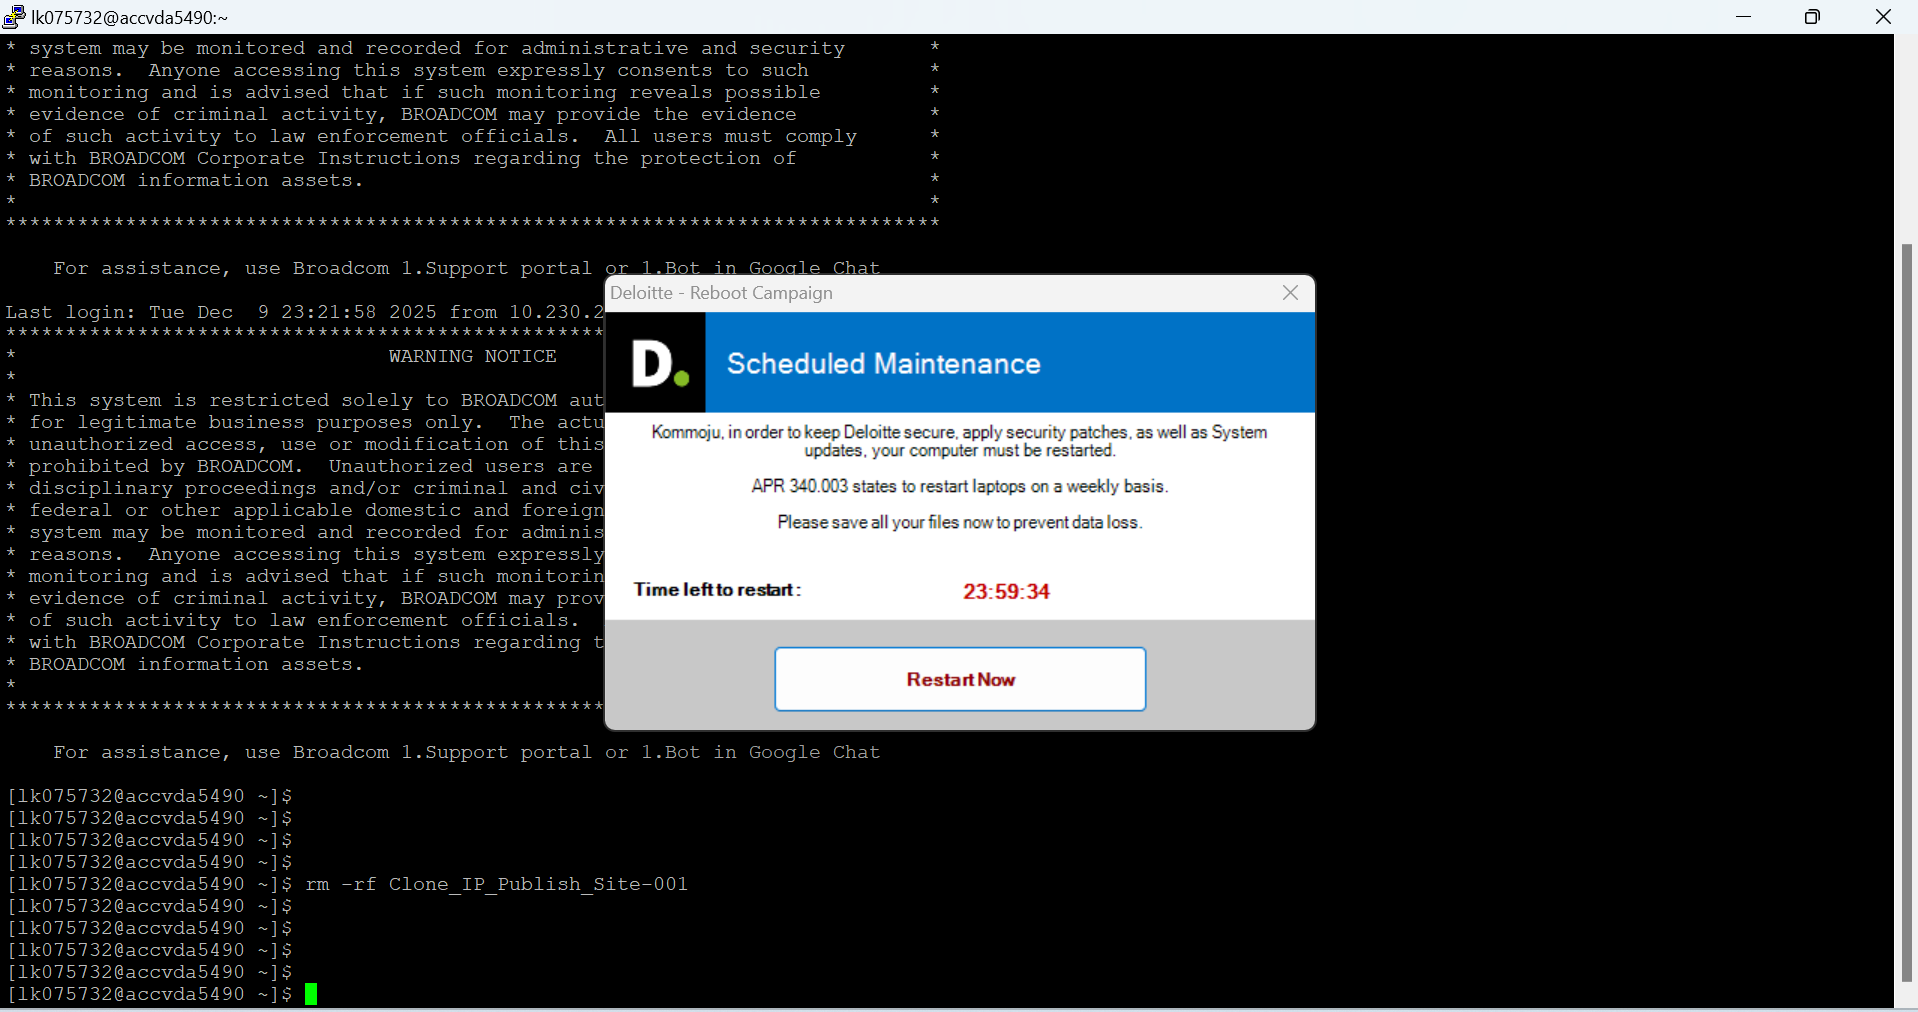 lk075732@accvda5490:~
* system may be monitored and recorded for administrative and security *
* reasons.  Anyone accessing this system expressly consents to such *
* monitoring and is advised that if such monitoring reveals possible *
* evidence of criminal activity, BROADCOM may provide the evidence *
* of such activity to law enforcement officials.  All users must comply *
* with BROADCOM Corporate Instructions regarding the protection of *
* BROADCOM information assets. *
* *
******************************************************************************
For assistance, use Broadcom 1.Support portal or 1.Bot in Google Chat
Last login: Tue Dec  9 23:21:58 2025 from 10.230.2
**************************************************
* WARNING NOTICE
*
* This system is restricted solely to BROADCOM aut
* for legitimate business purposes only.  The actu
* unauthorized access, use or modification of this
* prohibited by BROADCOM.  Unauthorized users are
* disciplinary proceedings and/or criminal and civ
* federal or other applicable domestic and foreign
* system may be monitored and recorded for adminis
* reasons.  Anyone accessing this system expressly
* monitoring and is advised that if such monitorin
* evidence of criminal activity, BROADCOM may prov
* of such activity to law enforcement officials.
* with BROADCOM Corporate Instructions regarding t
* BROADCOM information assets.
*
**************************************************
For assistance, use Broadcom 1.Support portal or 1.Bot in Google Chat
[lk075732@accvda5490 ~]$
[lk075732@accvda5490 ~]$
[lk075732@accvda5490 ~]$
[lk075732@accvda5490 ~]$
[lk075732@accvda5490 ~]$ rm -rf Clone_IP_Publish_Site-001
[lk075732@accvda5490 ~]$
[lk075732@accvda5490 ~]$
[lk075732@accvda5490 ~]$
[lk075732@accvda5490 ~]$
[lk075732@accvda5490 ~]$
Deloitte - Reboot Campaign
D.
Scheduled Maintenance
Kommoju, in order to keep Deloitte secure, apply security patches, as well as System
updates, your computer must be restarted.
APR 340.003 states to restart laptops on a weekly basis.
Please save all your files now to prevent data loss.
Time left to restart : 23:59:34
Restart Now